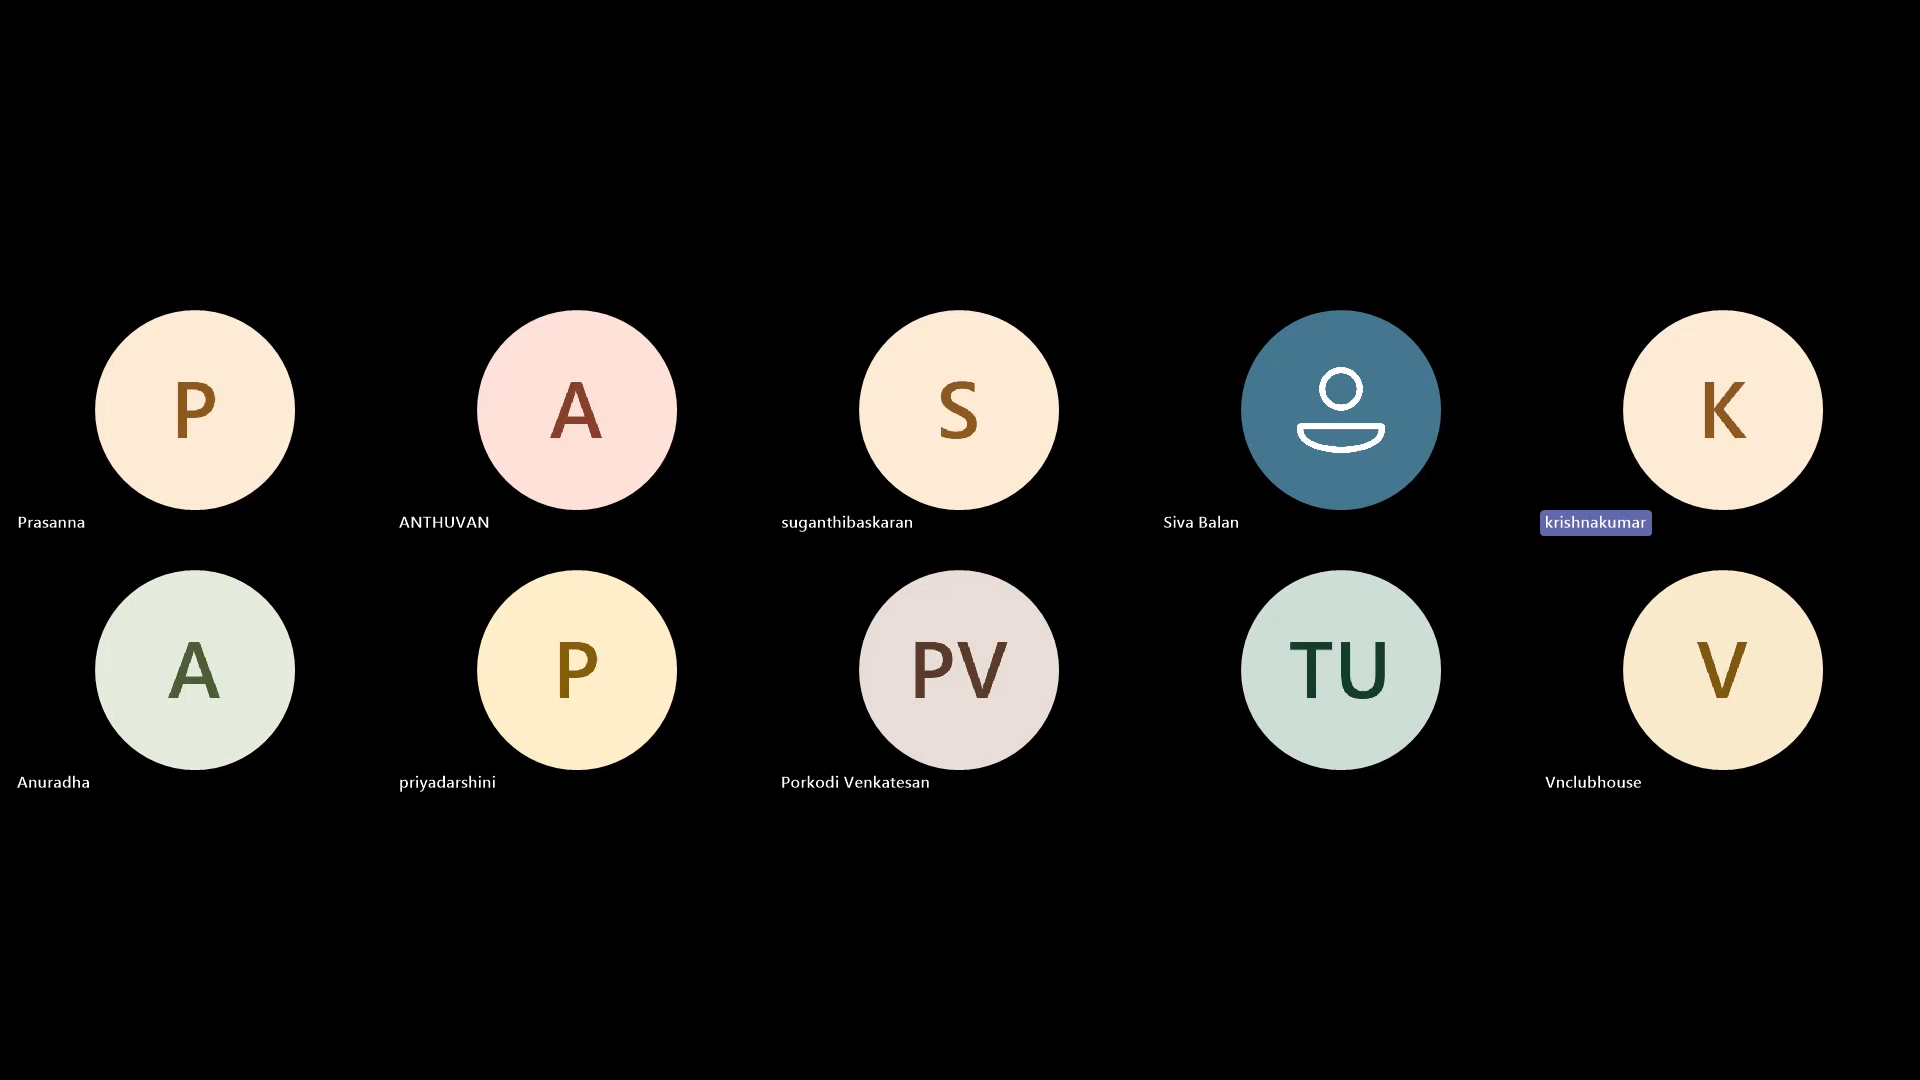 P
A
S
K
Prasanna
ANTHUVAN
suganthibaskaran
Siva Balan
krishnakumar
A
P
PV
TU
V
Anuradha
priyadarshini
Porkodi Venkatesan
Vnclubhouse